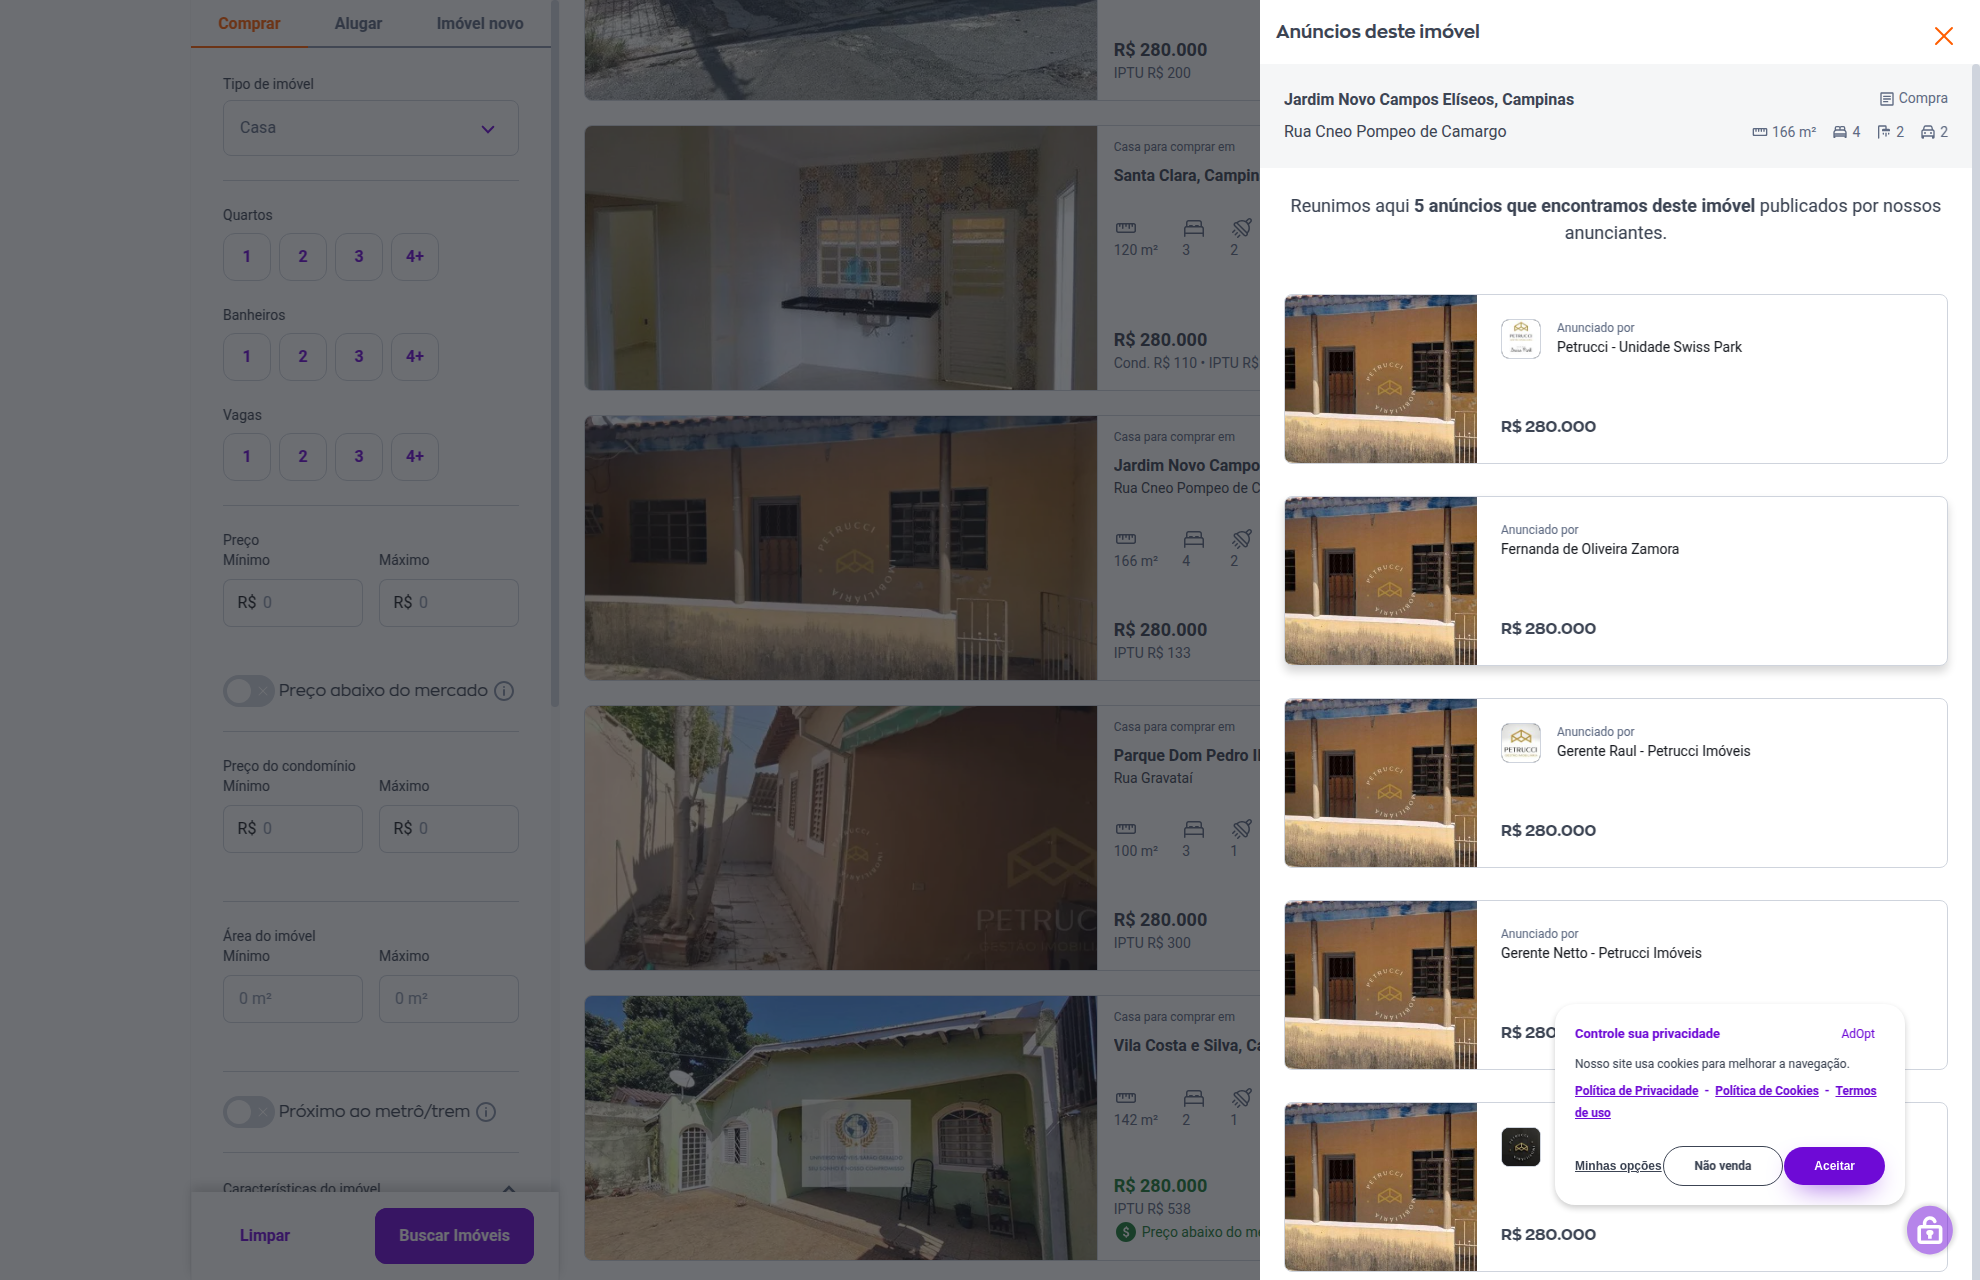 Comprar
Alugar
Imóvel novo
Tipo de imóvel
Casa
Quartos
1 2 3 4+
Banheiros
1 2 3 4+
Vagas
1 2 3 4+
Preço
Mínimo Máximo
R$ 0 R$ 0
Preço abaixo do mercado
Preço do condomínio
Mínimo Máximo
R$ 0 R$ 0
Área do imóvel
Mínimo Máximo
0 m² 0 m²
Próximo ao metrô/trem
Características do imóvel
Limpar
Buscar Imóveis
R$ 280.000
IPTU R$ 200
Casa para comprar em
Santa Clara, Campin
120 m² 3 2
R$ 280.000
Cond. R$ 110 • IPTU R$
PETRUCCI
IMOBILIÁRIA
Casa para comprar em
Jardim Novo Campo
Rua Cneo Pompeo de C
166 m² 4 2
R$ 280.000
IPTU R$ 133
PETRUC
Casa para comprar em
Parque Dom Pedro II
Rua Gravataí
100 m² 3 1
R$ 280.000
IPTU R$ 300
Casa para comprar em
Vila Costa e Silva, Ca
142 m² 2 1
R$ 280.000
IPTU R$ 538
Preço abaixo do me
Anúncios deste imóvel
Jardim Novo Campos Elíseos, Campinas
Compra
Rua Cneo Pompeo de Camargo
166 m² 4 2 2
Reunimos aqui 5 anúncios que encontramos deste imóvel publicados por nossos
anunciantes.
PETRUCCI
Anunciado por
Petrucci - Unidade Swiss Park
R$ 280.000
PETRUCCI
Anunciado por
Fernanda de Oliveira Zamora
R$ 280.000
PETRUCCI
PETRUCCI
Anunciado por
Gerente Raul - Petrucci Imóveis
R$ 280.000
PETRUCCI
Anunciado por
Gerente Netto - Petrucci Imóveis
R$ 280
PETRUCCI
R$ 280.000
Controle sua privacidade
AdOpt
Nosso site usa cookies para melhorar a navegação.
Política de Privacidade - Política de Cookies - Termos
de uso
Minhas opções
Não venda
Aceitar